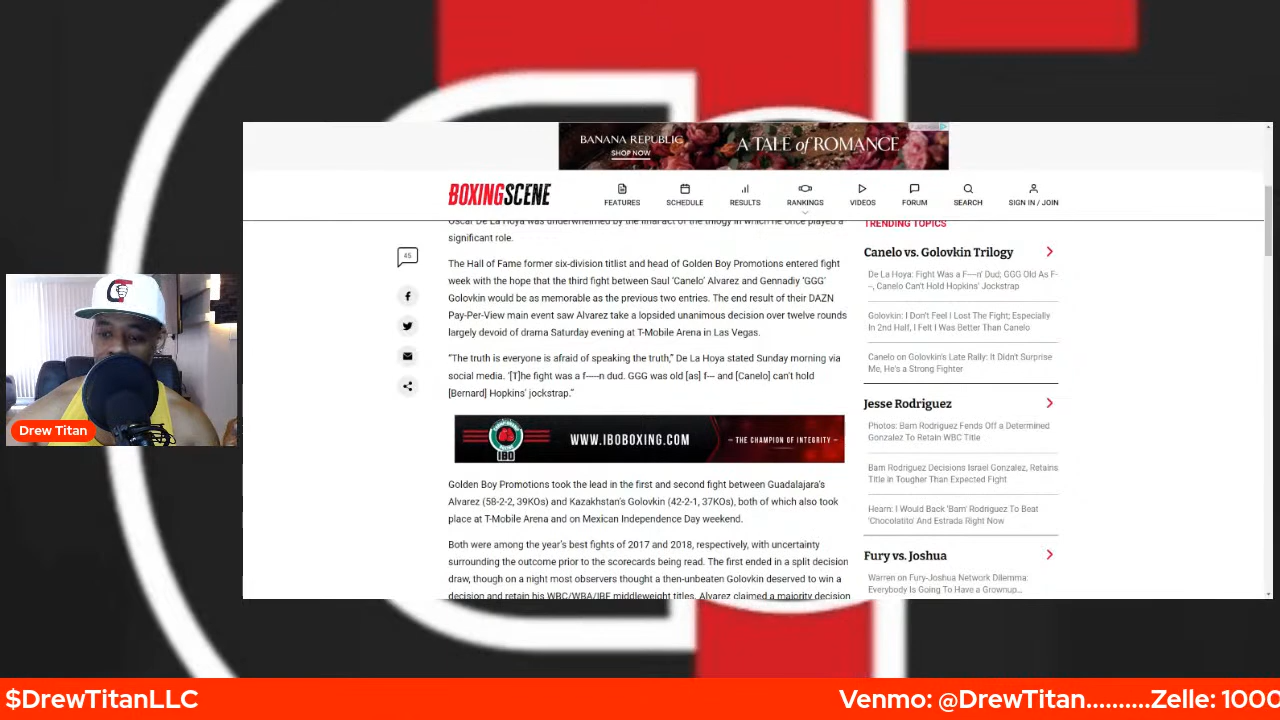 BANANA REPUBLIC
SHOP NOW
A TALE of ROMANCE
BOXINGSCENE
FEATURES
SCHEDULE
RESULTS
RANKINGS
VIDEOS
FORUM
SEARCH
SIGN IN / JOIN
Oscar De La Hoya was underwhelmed by the final act of the trilogy in which he once played a
significant role.
45
The Hall of Fame former six-division titlist and head of Golden Boy Promotions entered fight
week with the hope that the third fight between Saul ‘Canelo’ Alvarez and Gennadiy ‘GGG’
Golovkin would be as memorable as the previous two entries. The end result of their DAZN
Pay-Per-View main event saw Alvarez take a lopsided unanimous decision over twelve rounds
largely devoid of drama Saturday evening at T-Mobile Arena in Las Vegas.
“The truth is everyone is afraid of speaking the truth,” De La Hoya stated Sunday morning via
social media. ‘[T]he fight was a f-----n dud. GGG was old [as] f--- and [Canelo] can’t hold
[Bernard] Hopkins’ jockstrap.”
IBO
WWW.IBOBOXING.COM
– THE CHAMPION OF INTEGRITY –
Golden Boy Promotions took the lead in the first and second fight between Guadalajara’s
Alvarez (58-2-2, 39KOs) and Kazakhstan’s Golovkin (42-2-1, 37KOs), both of which also took
place at T-Mobile Arena and on Mexican Independence Day weekend.
Both were among the year’s best fights of 2017 and 2018, respectively, with uncertainty
surrounding the outcome prior to the scorecards being read. The first ended in a split decision
draw, though on a night most observers thought a then-unbeaten Golovkin deserved to win a
decision and retain his WBC/WBA/IBF middleweight titles. Alvarez claimed a majority decision
TRENDING TOPICS
Canelo vs. Golovkin Trilogy
De La Hoya: Fight Was a F----n' Dud; GGG Old As F-
--, Canelo Can't Hold Hopkins' Jockstrap
Golovkin: I Don't Feel I Lost The Fight; Especially
In 2nd Half, I Felt I Was Better Than Canelo
Canelo on Golovkin's Late Rally: It Didn't Surprise
Me, He's a Strong Fighter
Jesse Rodriguez
Photos: Bam Rodriguez Fends Off a Determined
Gonzalez To Retain WBC Title
Bam Rodriguez Decisions Israel Gonzalez, Retains
Title in Tougher Than Expected Fight
Hearn: I Would Back 'Bam' Rodriguez To Beat
'Chocolatito' And Estrada Right Now
Fury vs. Joshua
Warren on Fury-Joshua Network Dilemma:
Everybody Is Going To Have a Grownup...
Drew Titan
$DrewTitanLLC
Venmo: @DrewTitan..........Zelle: 1000